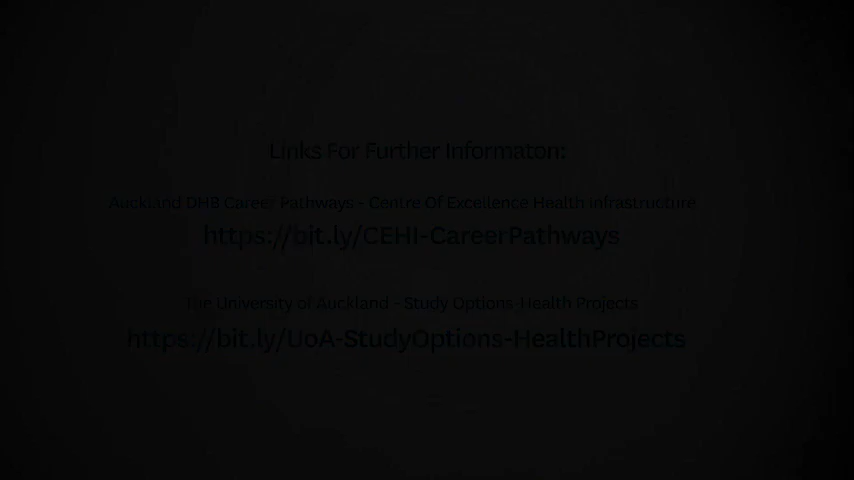 Links For Further Informaton:
Auckland DHB Career Pathways - Centre Of Excellence Health Infrastructure
https://bit.ly/CEHI-CareerPathways
The University of Auckland - Study Options Health Projects
https://bit.ly/UoA-StudyOptions-HealthProjects